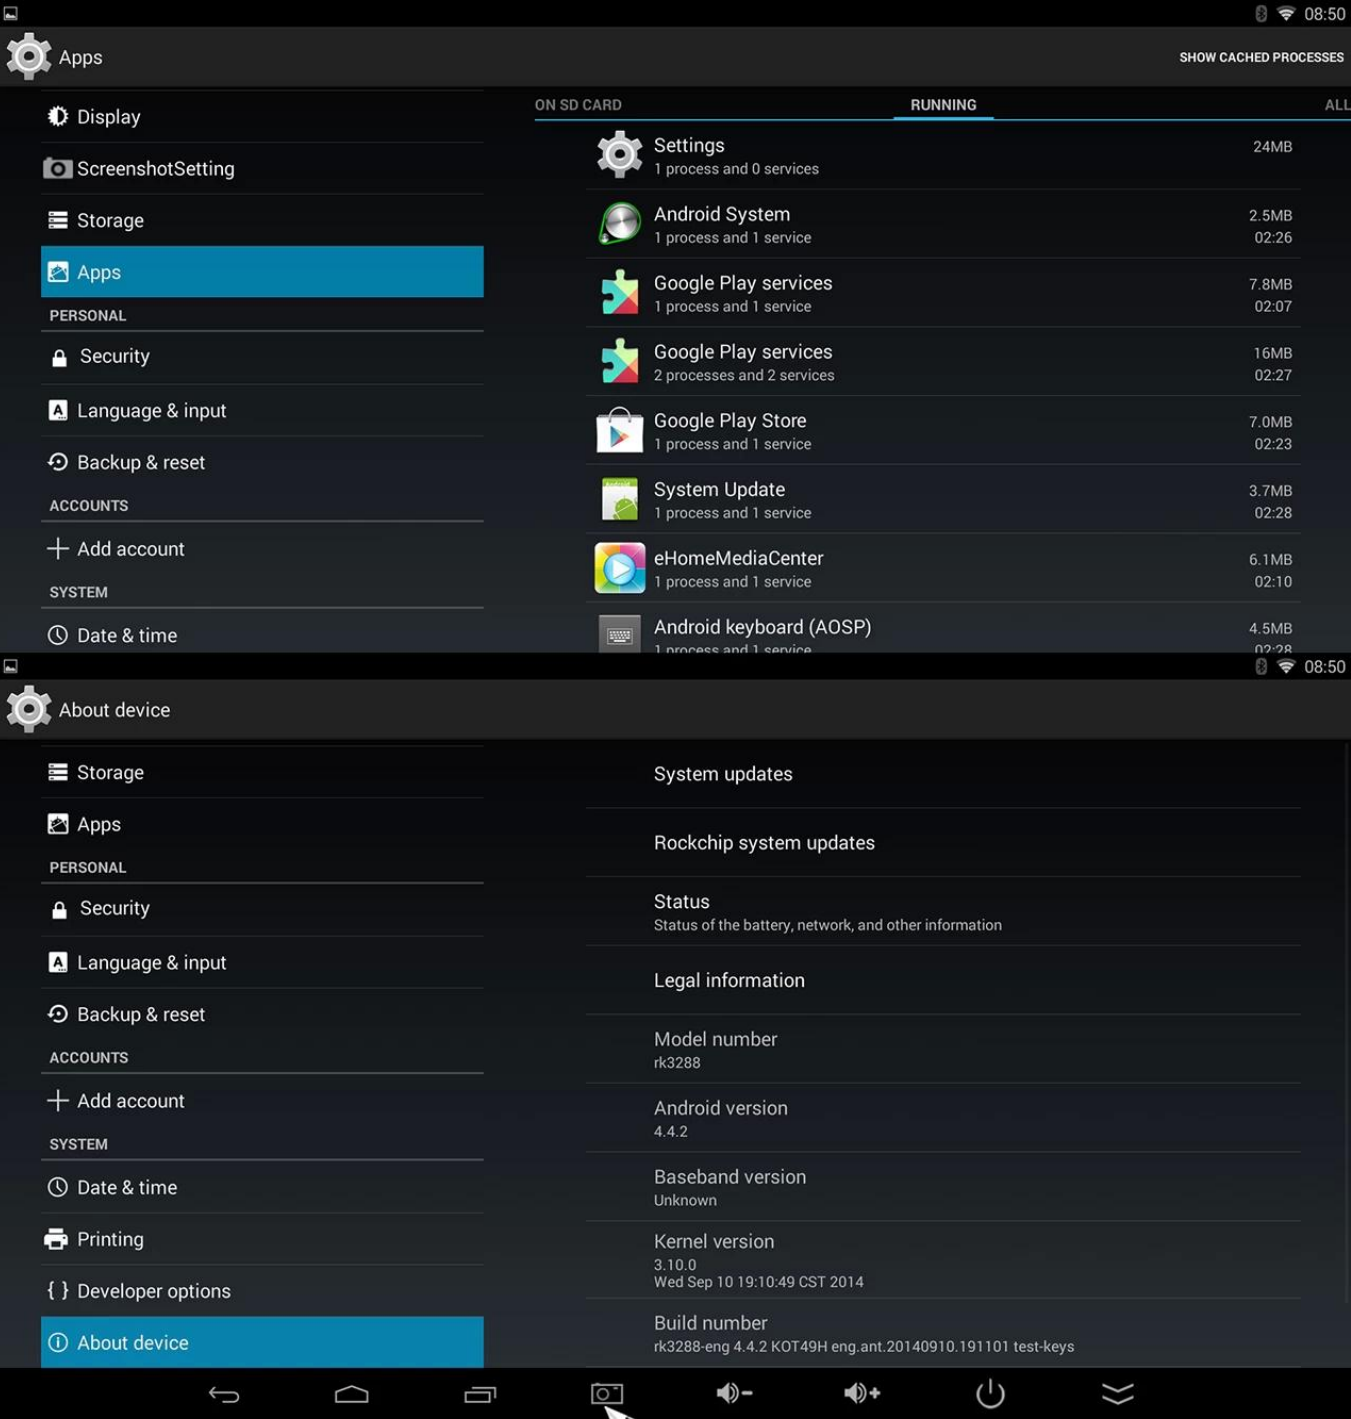 08:50
Apps
SHOW CACHED PROCESSES
Display
ScreenshotSetting
Storage
Apps
PERSONAL
Security
Language & input
Backup & reset
ACCOUNTS
Add account
SYSTEM
Date & time
ON SD CARD
RUNNING
ALL
Settings
24MB
1 process and 0 services
Android System
2.5MB
1 process and 1 service
02:26
Google Play services
7.8MB
1 process and 1 service
02:07
Google Play services
16MB
2 processes and 2 services
02:27
Google Play Store
7.0MB
1 process and 1 service
02:23
System Update
3.7MB
1 process and 1 service
02:28
eHomeMediaCenter
6.1MB
1 process and 1 service
02:10
Android keyboard (AOSP)
4.5MB
1 process and 1 service
02:28
08:50
About device
Storage
Apps
PERSONAL
Security
Language & input
Backup & reset
ACCOUNTS
Add account
SYSTEM
Date & time
Printing
{ } Developer options
About device
System updates
Rockchip system updates
Status
Status of the battery, network, and other information
Legal information
Model number
rk3288
Android version
4.4.2
Baseband version
Unknown
Kernel version
3.10.0
Wed Sep 10 19:10:49 CST 2014
Build number
rk3288-eng 4.4.2 KOT49H eng.ant.20140910.191101 test-keys